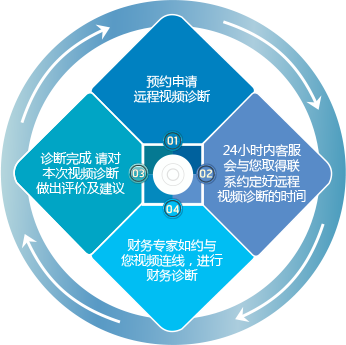 预约申请
远程视频诊断
01
24小时内客服
会与您取得联
系约定好远程
视频诊断的时间
02
诊断完成 请对
本次视频诊断
做出评价及建议
03
04
财务专家如约与
您视频连线，进行
财务诊断